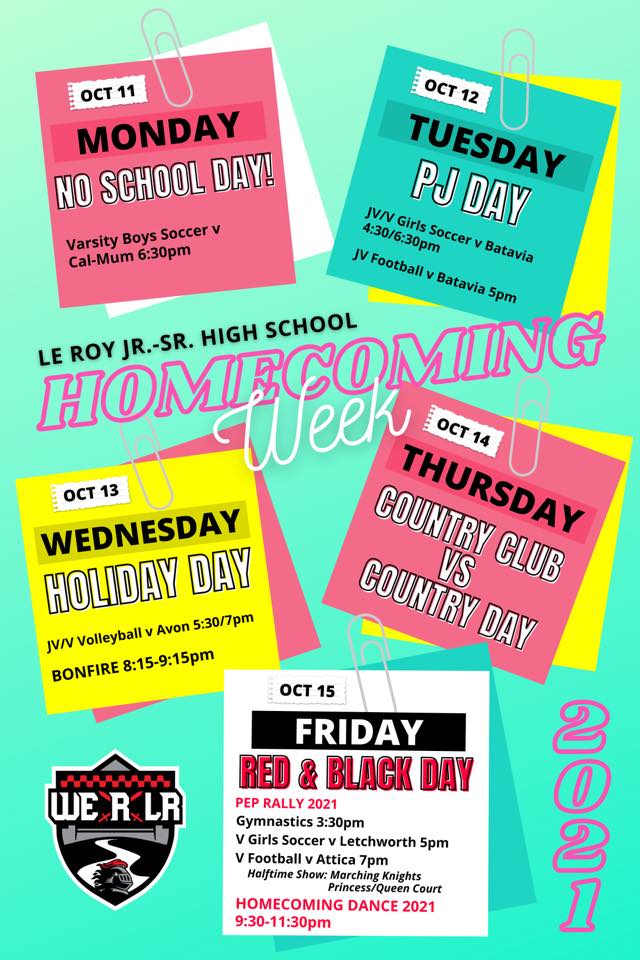 OCT 11
MONDAY
NO SCHOOL DAY!
Varsity Boys Soccer v
Cal-Mum 6:30pm
OCT 12
TUESDAY
PJ DAY
JV/V Girls Soccer v Batavia
4:30/6:30pm
JV Football v Batavia 5pm
LE ROY JR.-SR. HIGH SCHOOL
HOMECOMING
Week
OCT 13
WEDNESDAY
HOLIDAY DAY
JV/V Volleyball v Avon 5:30/7pm
BONFIRE 8:15-9:15pm
OCT 14
THURSDAY
COUNTRY CLUB
VS
COUNTRY DAY
OCT 15
FRIDAY
RED & BLACK DAY
PEP RALLY 2021
Gymnastics 3:30pm
V Girls Soccer v Letchworth 5pm
V Football v Attica 7pm
Halftime Show: Marching Knights
Princess/Queen Court
HOMECOMING DANCE 2021
9:30-11:30pm
WE R LR
2021